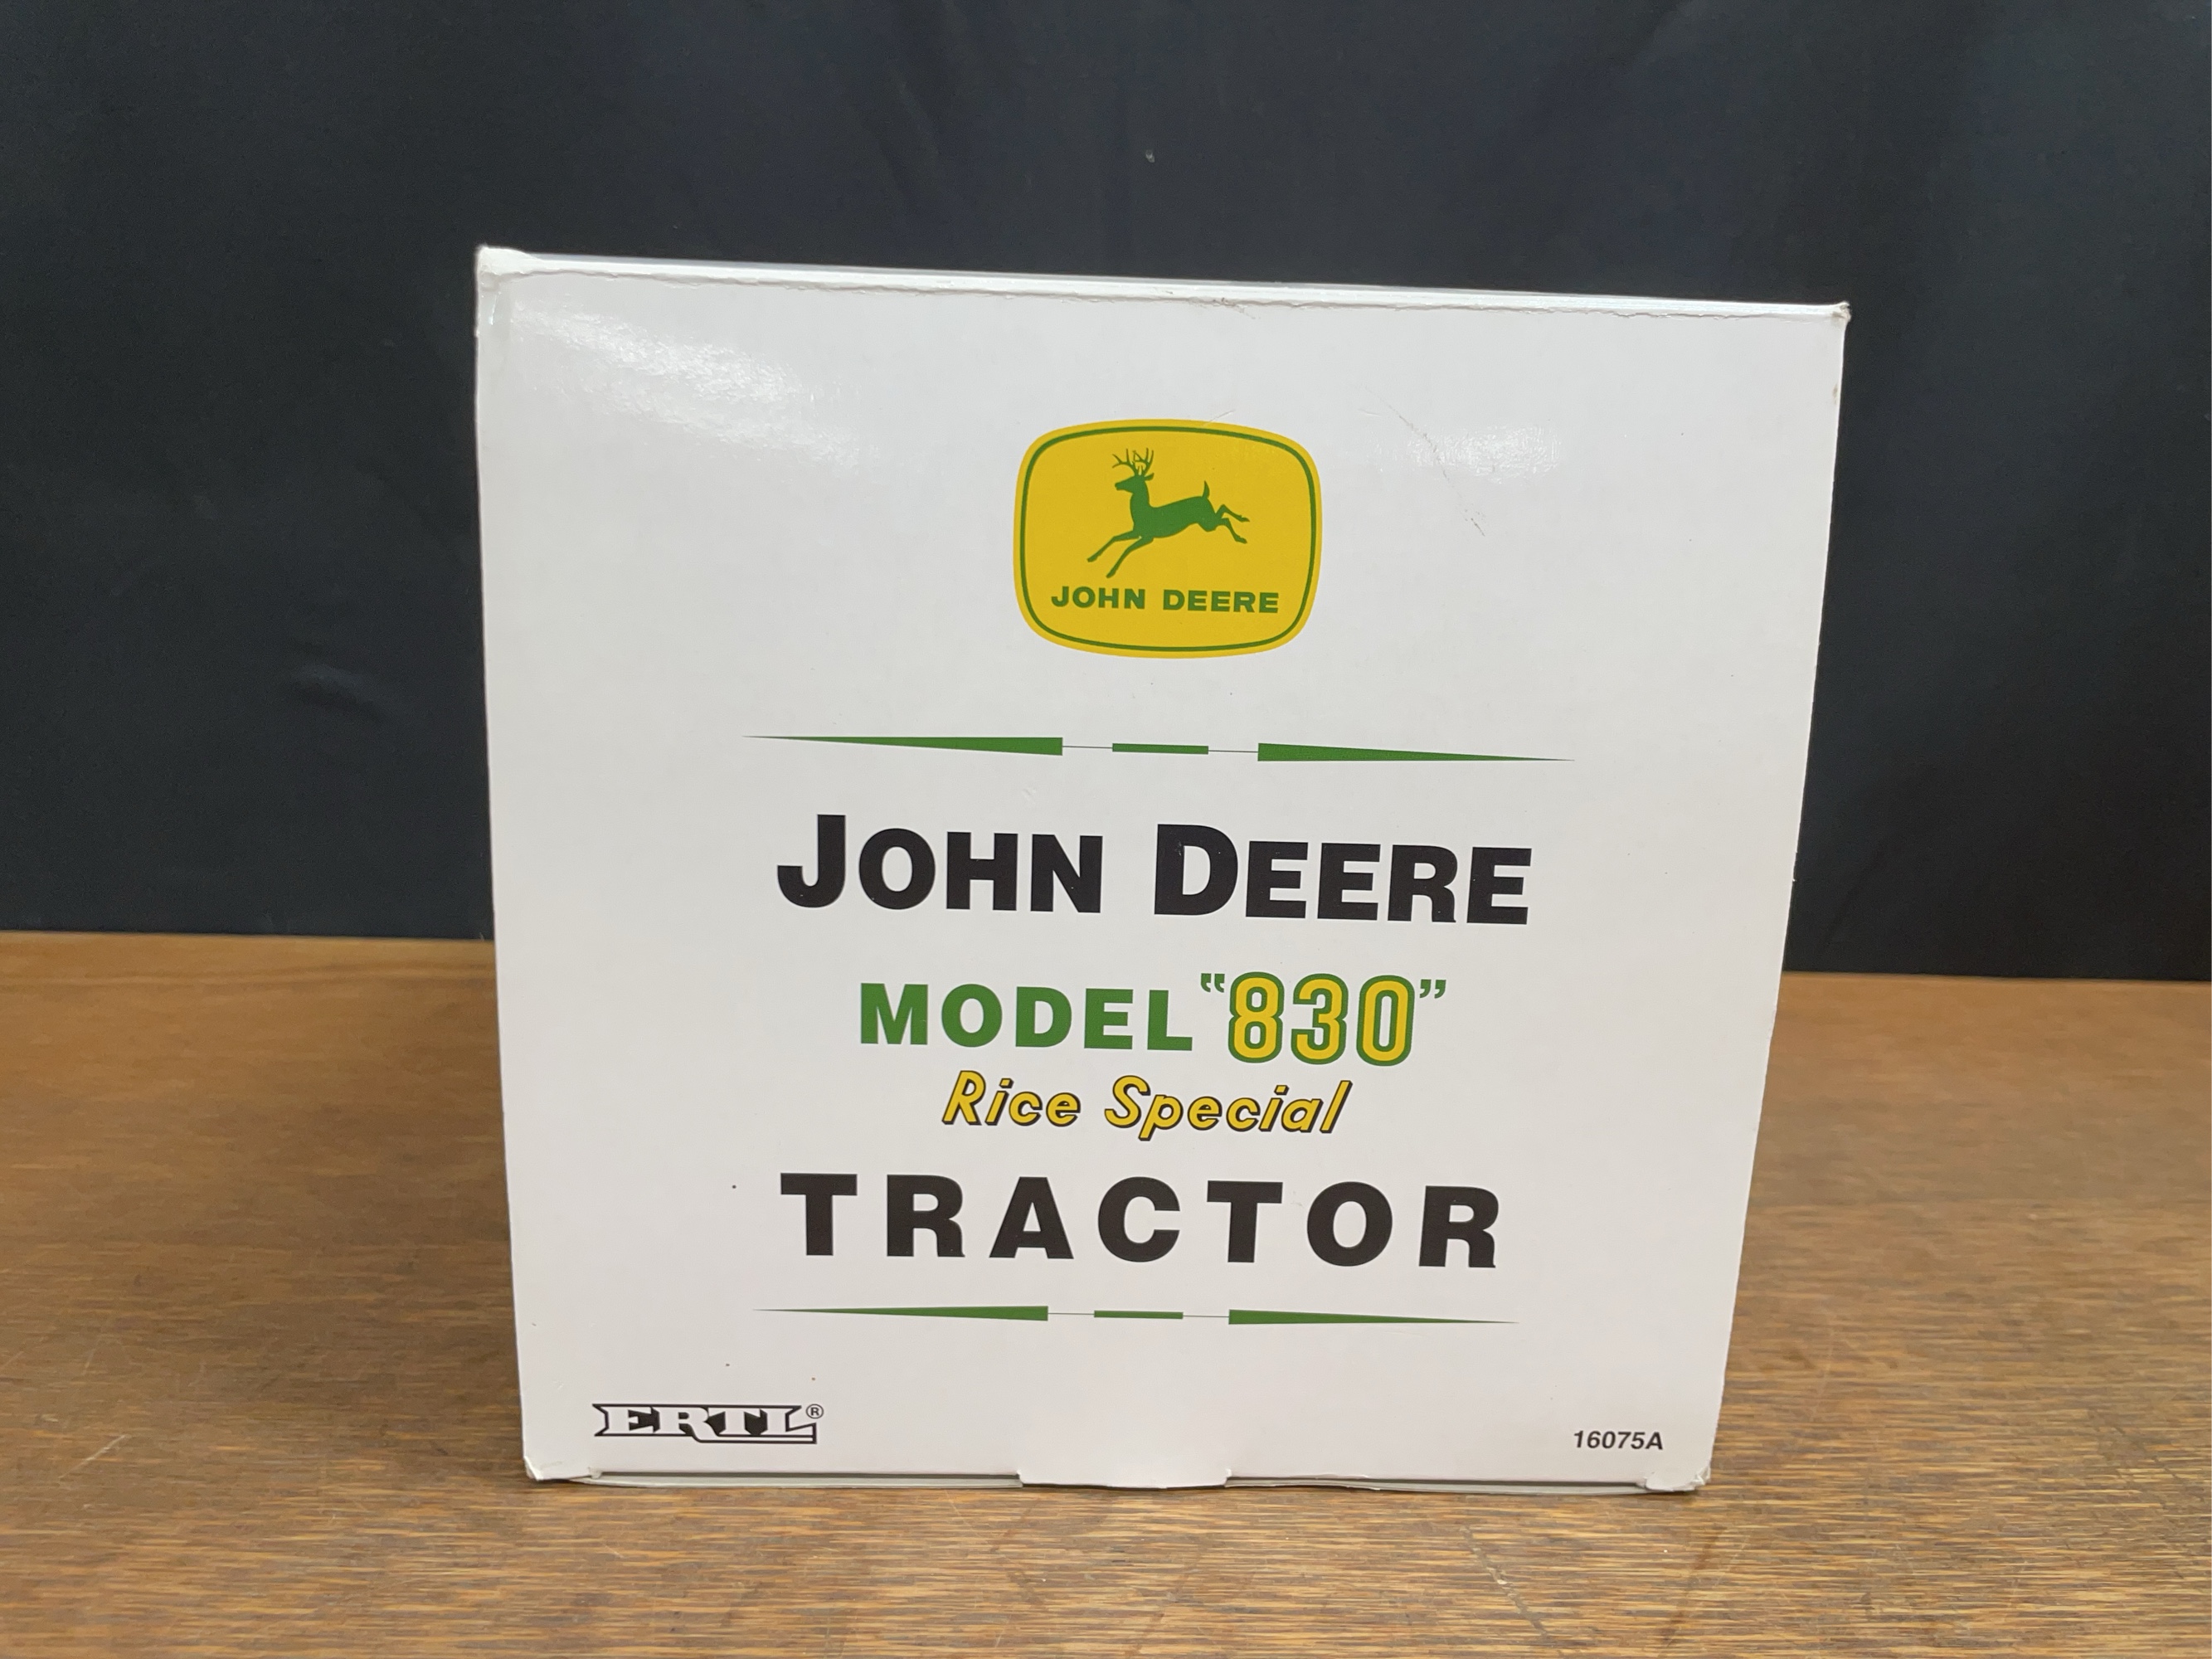 JOHN DEERE
JOHN DEERE
MODEL "830"
Rice Special
TRACTOR
ERTL®
16075A